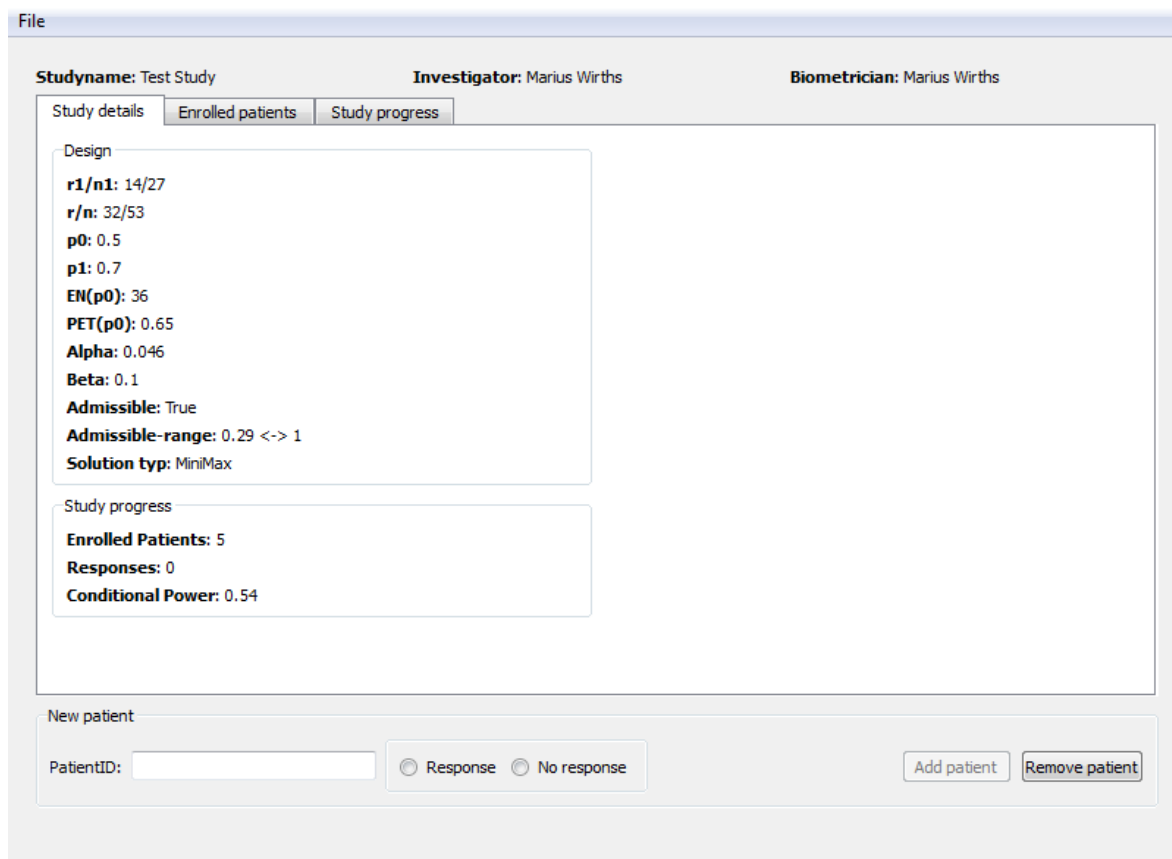 File
Studyname: Test Study Investigator: Marius Wirths Biometrician: Marius Wirths
Study details Enrolled patients Study progress
Design
r1/n1: 14/27
r/n: 32/53
p0: 0.5
p1: 0.7
EN(p0): 36
PET(p0): 0.65
Alpha: 0.046
Beta: 0.1
Admissible: True
Admissible-range: 0.29 <-> 1
Solution typ: MiniMax
Study progress
Enrolled Patients: 5
Responses: 0
Conditional Power: 0.54
New patient
PatientID: Response No response Add patient Remove patient